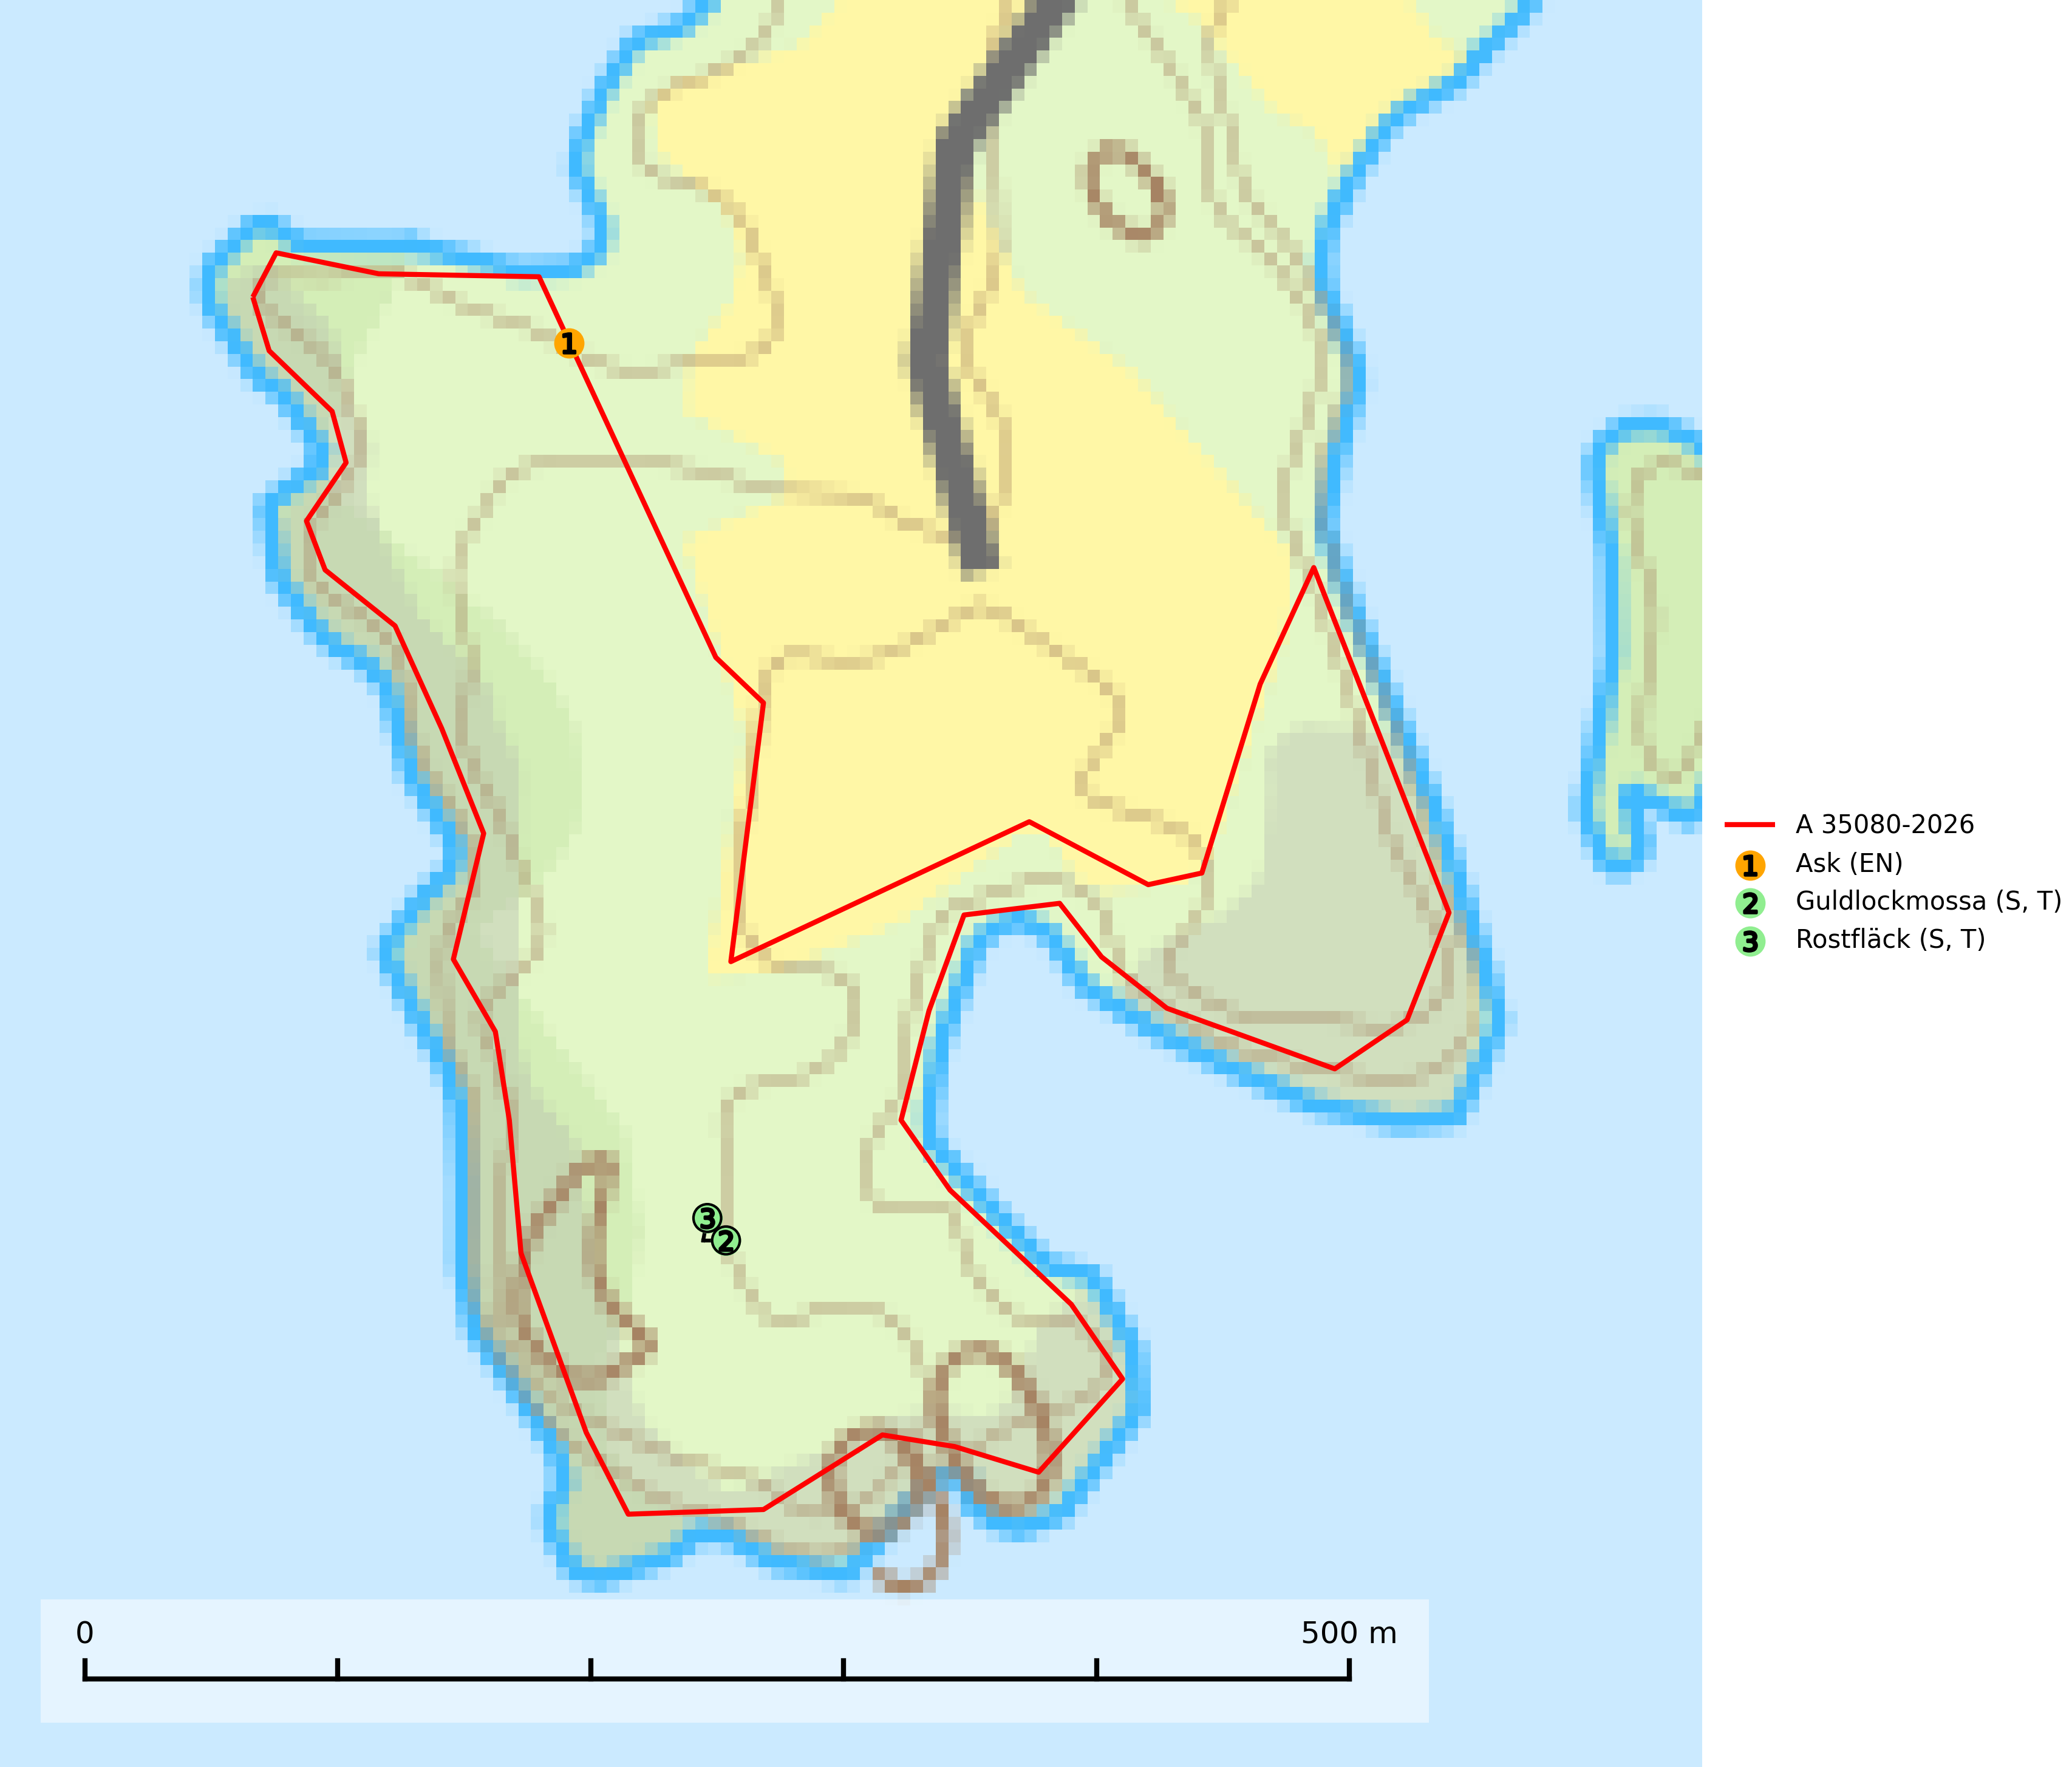 1
3
2
A 35080-2026
1 Ask (EN)
2 Guldlockmossa (S, T)
3 Rostfläck (S, T)
0 500 m